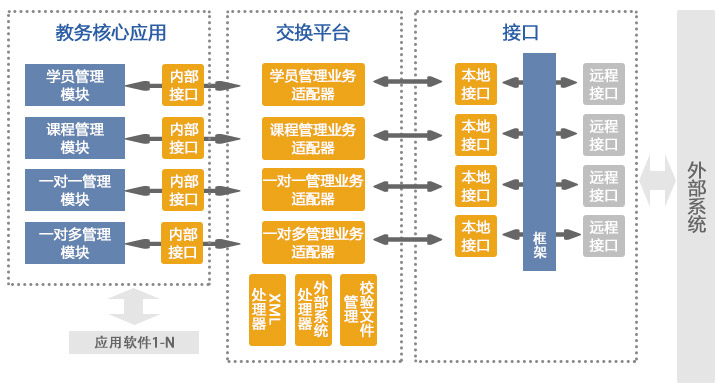 教务核心应用
交换平台
接口
学员管理
模块
内部
接口
学员管理业务
适配器
本地
接口
远程
接口
课程管理
模块
内部
接口
课程管理业务
适配器
本地
接口
远程
接口
一对一管理
模块
内部
接口
一对一管理业务
适配器
本地
接口
远程
接口
一对多管理
模块
内部
接口
一对多管理业务
适配器
本地
接口
远程
接口
框架
外部系统
XML
处理器
外部系统
处理器
校验文件
管理
应用软件1-N